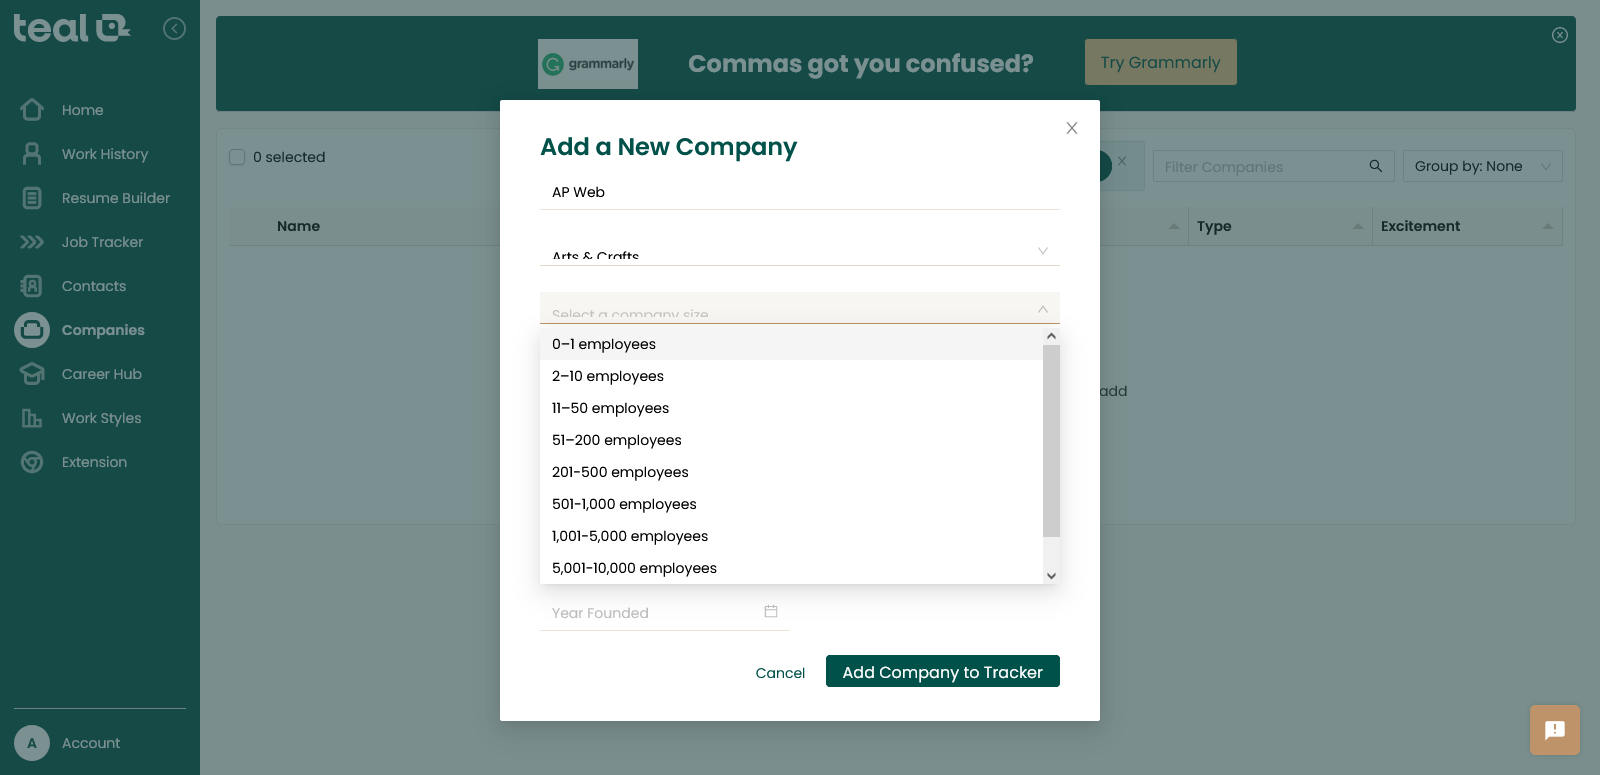 teal
Home
Work History
Resume Builder
Job Tracker
Contacts
Companies
Career Hub
Work Styles
Extension
A Account
grammarly
Commas got you confused?
Try Grammarly
0 selected
Filter Companies
Group by: None
Name
Type
Excitement
add
Add a New Company
AP Web
Arts & Crafts
Select a company size
0–1 employees
2–10 employees
11–50 employees
51–200 employees
201-500 employees
501-1,000 employees
1,001-5,000 employees
5,001-10,000 employees
Year Founded
Cancel
Add Company to Tracker